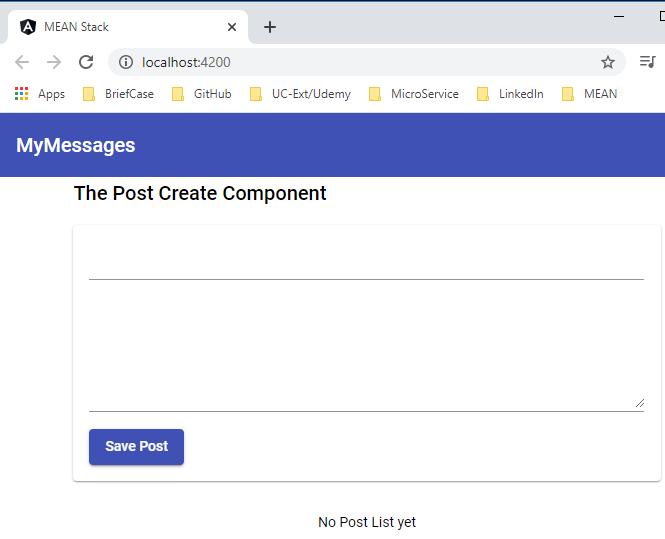 MEAN Stack
localhost:4200
Apps BriefCase GitHub UC-Ext/Udemy MicroService LinkedIn MEAN
MyMessages
The Post Create Component
Save Post
No Post List yet